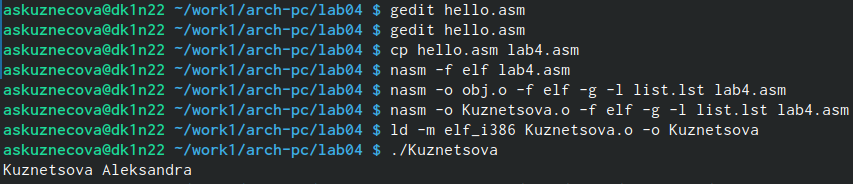 askuznecova@dk1n22 ~/work1/arch-pc/lab04 $ gedit hello.asm
askuznecova@dk1n22 ~/work1/arch-pc/lab04 $ gedit hello.asm
askuznecova@dk1n22 ~/work1/arch-pc/lab04 $ cp hello.asm lab4.asm
askuznecova@dk1n22 ~/work1/arch-pc/lab04 $ nasm -f elf lab4.asm
askuznecova@dk1n22 ~/work1/arch-pc/lab04 $ nasm -o obj.o -f elf -g -l list.lst lab4.asm
askuznecova@dk1n22 ~/work1/arch-pc/lab04 $ nasm -o Kuznetsova.o -f elf -g -l list.lst lab4.asm
askuznecova@dk1n22 ~/work1/arch-pc/lab04 $ ld -m elf_i386 Kuznetsova.o -o Kuznetsova
askuznecova@dk1n22 ~/work1/arch-pc/lab04 $ ./Kuznetsova
Kuznetsova Aleksandra